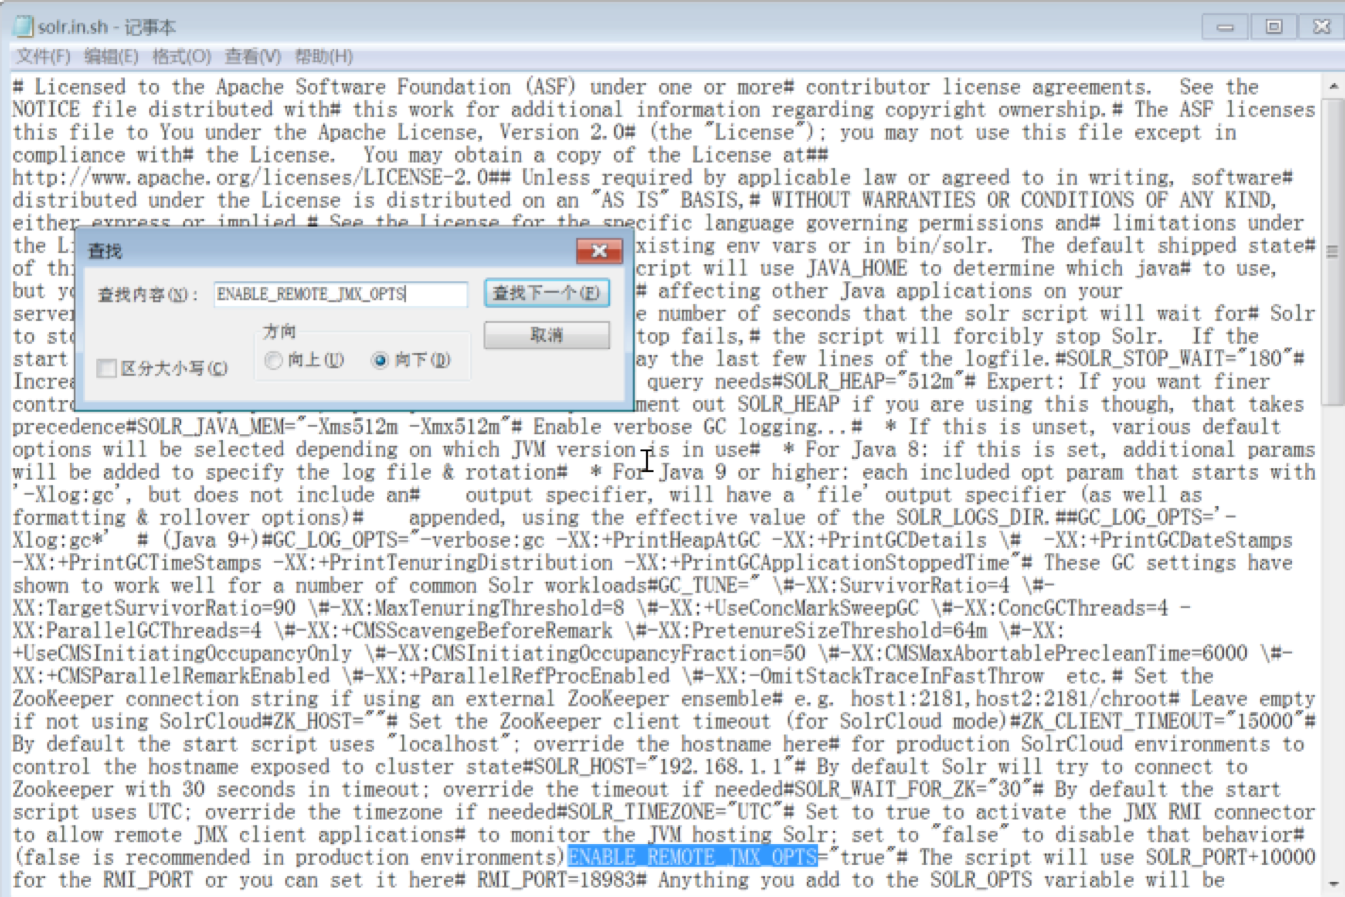 solr.in.sh - 记事本
文件(F) 编辑(E) 格式(O) 查看(V) 帮助(H)
# Licensed to the Apache Software Foundation (ASF) under one or more# contributor license agreements.  See the
NOTICE file distributed with# this work for additional information regarding copyright ownership.# The ASF licenses
this file to You under the Apache License, Version 2.0# (the "License"); you may not use this file except in
compliance with# the License.  You may obtain a copy of the License at##
http://www.apache.org/licenses/LICENSE-2.0## Unless required by applicable law or agreed to in writing, software#
distributed under the License is distributed on an "AS IS" BASIS,# WITHOUT WARRANTIES OR CONDITIONS OF ANY KIND,
either express or implied.# See the License for the specific language governing permissions and# limitations under
the Li xisting env vars or in bin/solr.  The default shipped state#
of thi cript will use JAVA_HOME to determine which java# to use,
but yo # affecting other Java applications on your
server e number of seconds that the solr script will wait for# Solr
to sto top fails,# the script will forcibly stop Solr.  If the
start ay the last few lines of the logfile.#SOLR_STOP_WAIT="180"#
Increa query needs#SOLR_HEAP="512m"# Expert: If you want finer
contro ment out SOLR_HEAP if you are using this though, that takes
查找
查找内容(N): ENABLE_REMOTE_JMX_OPTS 查找下一个(F)
方向 取消
区分大小写(C) 向上(U) 向下(D)
precedence#SOLR_JAVA_MEM="-Xms512m -Xmx512m"# Enable verbose GC logging...#  * If this is unset, various default
options will be selected depending on which JVM version is in use#  * For Java 8: if this is set, additional params
will be added to specify the log file & rotation#  * For Java 9 or higher: each included opt param that starts with
'-Xlog:gc', but does not include an#    output specifier, will have a 'file' output specifier (as well as
formatting & rollover options)#    appended, using the effective value of the SOLR_LOGS_DIR.##GC_LOG_OPTS='-
Xlog:gc*'  # (Java 9+)#GC_LOG_OPTS="-verbose:gc -XX:+PrintHeapAtGC -XX:+PrintGCDetails \#  -XX:+PrintGCDateStamps
-XX:+PrintGCTimeStamps -XX:+PrintTenuringDistribution -XX:+PrintGCApplicationStoppedTime"# These GC settings have
shown to work well for a number of common Solr workloads#GC_TUNE=" \#-XX:SurvivorRatio=4 \#-
XX:TargetSurvivorRatio=90 \#-XX:MaxTenuringThreshold=8 \#-XX:+UseConcMarkSweepGC \#-XX:ConcGCThreads=4 -
XX:ParallelGCThreads=4 \#-XX:+CMSScavengeBeforeRemark \#-XX:PretenureSizeThreshold=64m \#-XX:
+UseCMSInitiatingOccupancyOnly \#-XX:CMSInitiatingOccupancyFraction=50 \#-XX:CMSMaxAbortablePrecleanTime=6000 \#-
XX:+CMSParallelRemarkEnabled \#-XX:+ParallelRefProcEnabled \#-XX:-OmitStackTraceInFastThrow  etc.# Set the
ZooKeeper connection string if using an external ZooKeeper ensemble# e.g. host1:2181,host2:2181/chroot# Leave empty
if not using SolrCloud#ZK_HOST=""# Set the ZooKeeper client timeout (for SolrCloud mode)#ZK_CLIENT_TIMEOUT="15000"#
By default the start script uses "localhost"; override the hostname here# for production SolrCloud environments to
control the hostname exposed to cluster state#SOLR_HOST="192.168.1.1"# By default Solr will try to connect to
Zookeeper with 30 seconds in timeout; override the timeout if needed#SOLR_WAIT_FOR_ZK="30"# By default the start
script uses UTC; override the timezone if needed#SOLR_TIMEZONE="UTC"# Set to true to activate the JMX RMI connector
to allow remote JMX client applications# to monitor the JVM hosting Solr; set to "false" to disable that behavior#
(false is recommended in production environments)ENABLE_REMOTE_JMX_OPTS="true"# The script will use SOLR_PORT+10000
for the RMI_PORT or you can set it here# RMI_PORT=18983# Anything you add to the SOLR_OPTS variable will be